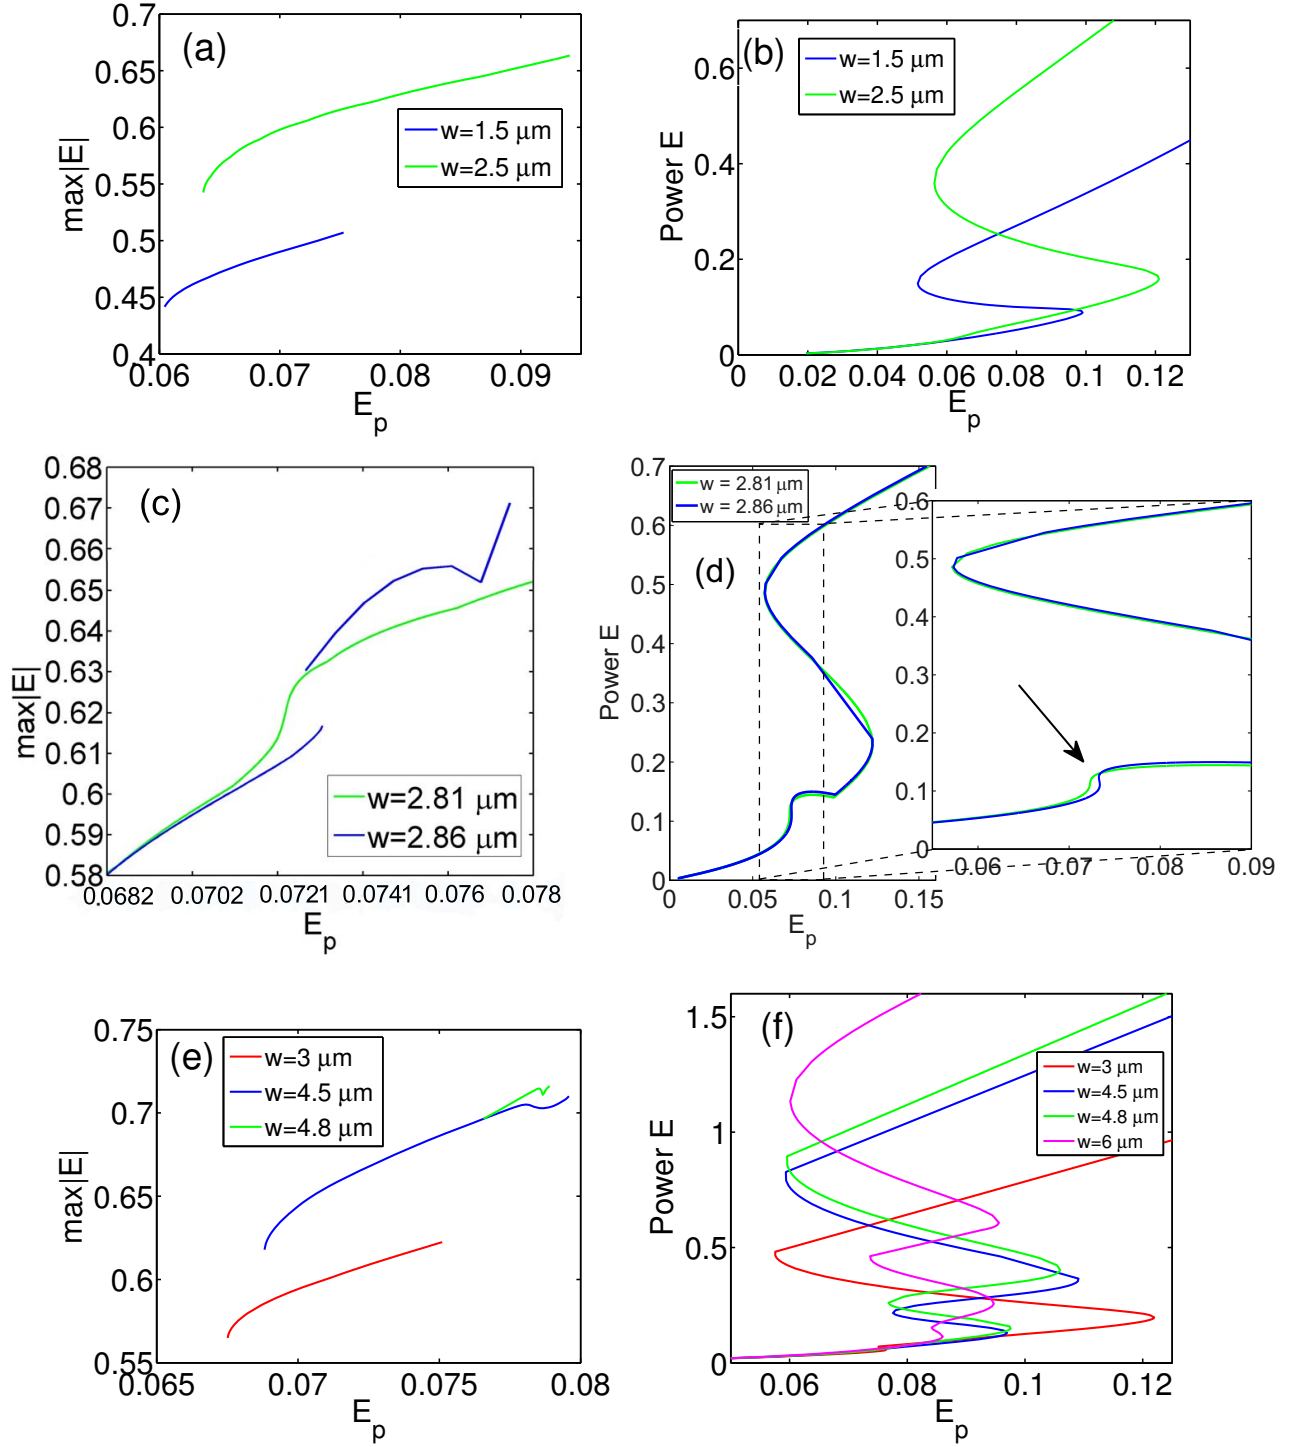 (a)
0.7
0.65
0.6
0.55
0.5
0.45
0.4
max|E|
w=1.5 μm
w=2.5 μm
0.06 0.07 0.08 0.09
E_p
(b)
0.6
0.4
0.2
0
Power E
w=1.5 μm
w=2.5 μm
0 0.02 0.04 0.06 0.08 0.1 0.12
E_p
(c)
0.68
0.67
0.66
0.65
0.64
0.63
0.62
0.61
0.6
0.59
0.58
max|E|
w=2.81 μm
w=2.86 μm
0.0682 0.0702 0.0721 0.0741 0.076 0.078
E_p
(d)
0.7
0.6
0.5
0.4
0.3
0.2
0.1
0
Power E
w = 2.81 μm
w = 2.86 μm
0 0.05 0.1 0.15
E_p
0.6
0.5
0.4
0.3
0.2
0.1
0
0.06 0.07 0.08 0.09
(e)
0.75
0.7
0.65
0.6
0.55
max|E|
w=3 μm
w=4.5 μm
w=4.8 μm
0.065 0.07 0.075 0.08
E_p
(f)
1.5
1
0.5
0
Power E
w=3 μm
w=4.5 μm
w=4.8 μm
w=6 μm
0.06 0.08 0.1 0.12
E_p